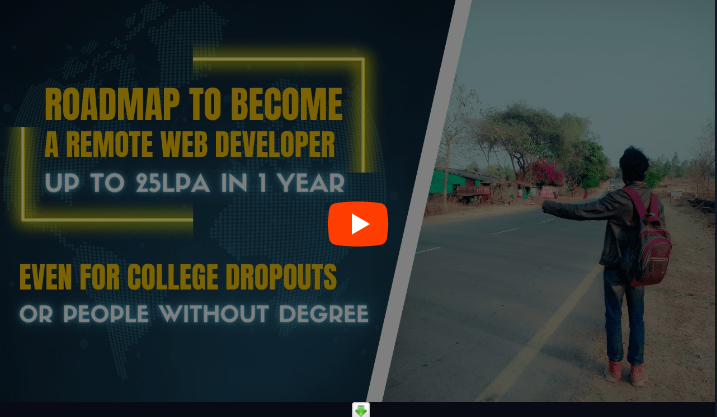 ROADMAP TO BECOME
A REMOTE WEB DEVELOPER
UP TO 25LPA IN 1 YEAR
EVEN FOR COLLEGE DROPOUTS
OR PEOPLE WITHOUT DEGREE